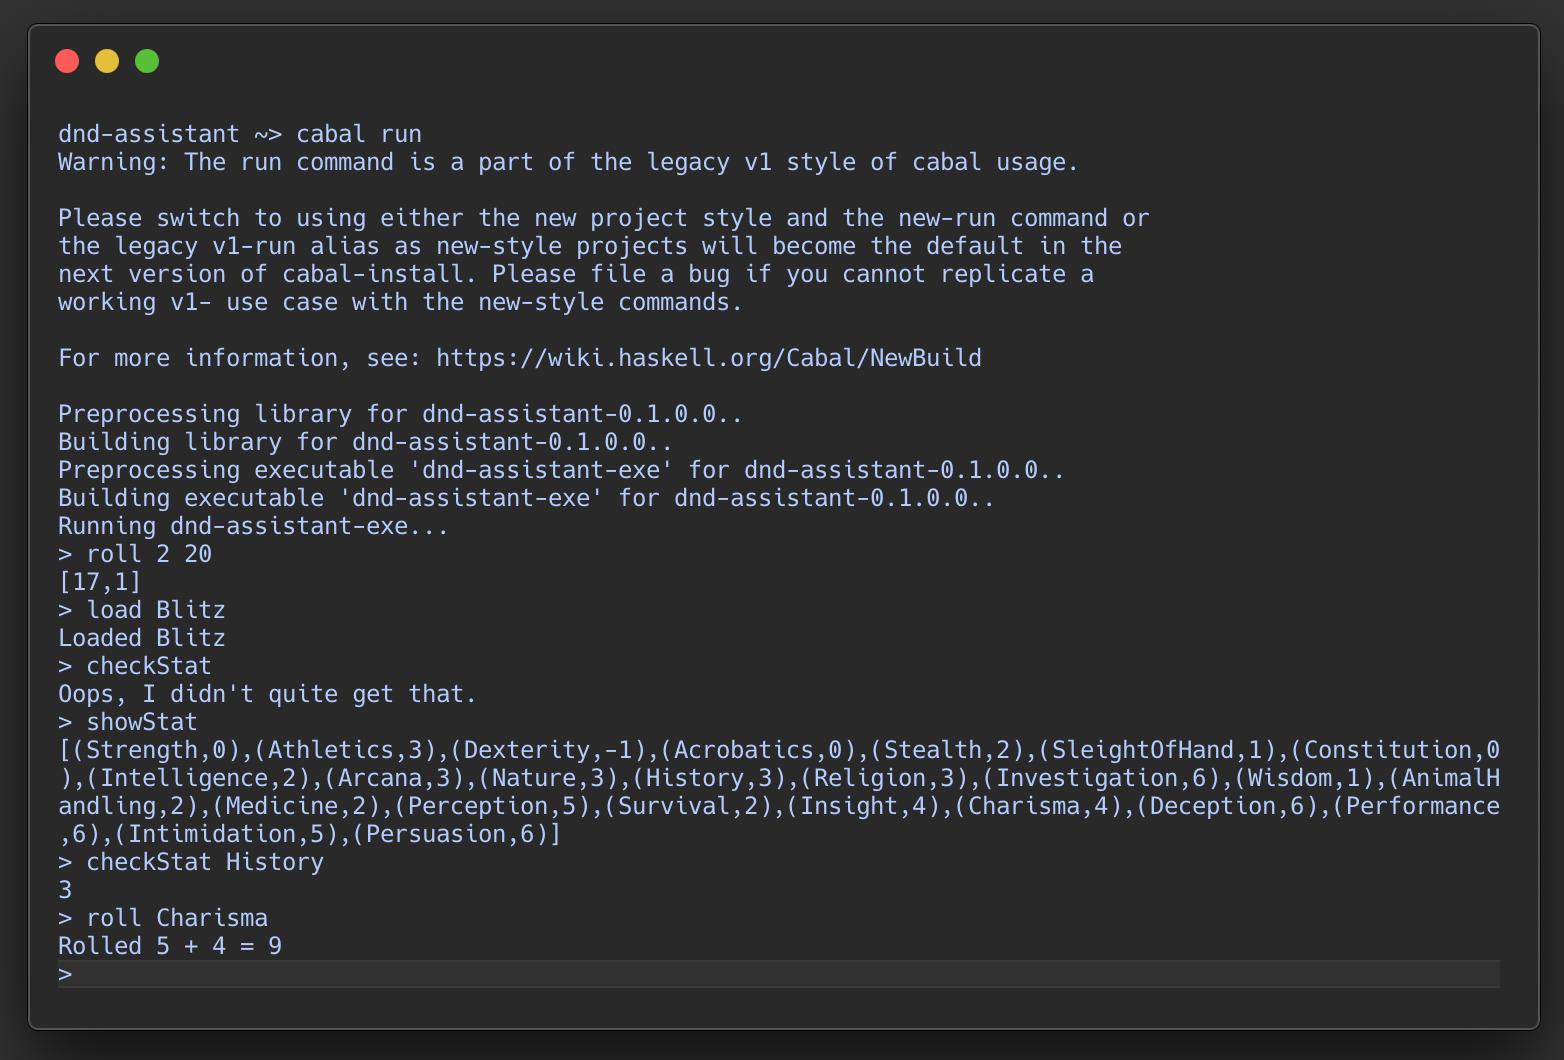 dnd-assistant ~> cabal run
Warning: The run command is a part of the legacy v1 style of cabal usage.
Please switch to using either the new project style and the new-run command or
the legacy v1-run alias as new-style projects will become the default in the
next version of cabal-install. Please file a bug if you cannot replicate a
working v1- use case with the new-style commands.
For more information, see: https://wiki.haskell.org/Cabal/NewBuild
Preprocessing library for dnd-assistant-0.1.0.0..
Building library for dnd-assistant-0.1.0.0..
Preprocessing executable 'dnd-assistant-exe' for dnd-assistant-0.1.0.0..
Building executable 'dnd-assistant-exe' for dnd-assistant-0.1.0.0..
Running dnd-assistant-exe...
> roll 2 20
[17,1]
> load Blitz
Loaded Blitz
> checkStat
Oops, I didn't quite get that.
> showStat
[(Strength,0),(Athletics,3),(Dexterity,-1),(Acrobatics,0),(Stealth,2),(SleightOfHand,1),(Constitution,0
),(Intelligence,2),(Arcana,3),(Nature,3),(History,3),(Religion,3),(Investigation,6),(Wisdom,1),(AnimalH
andling,2),(Medicine,2),(Perception,5),(Survival,2),(Insight,4),(Charisma,4),(Deception,6),(Performance
,6),(Intimidation,5),(Persuasion,6)]
> checkStat History
3
> roll Charisma
Rolled 5 + 4 = 9
>